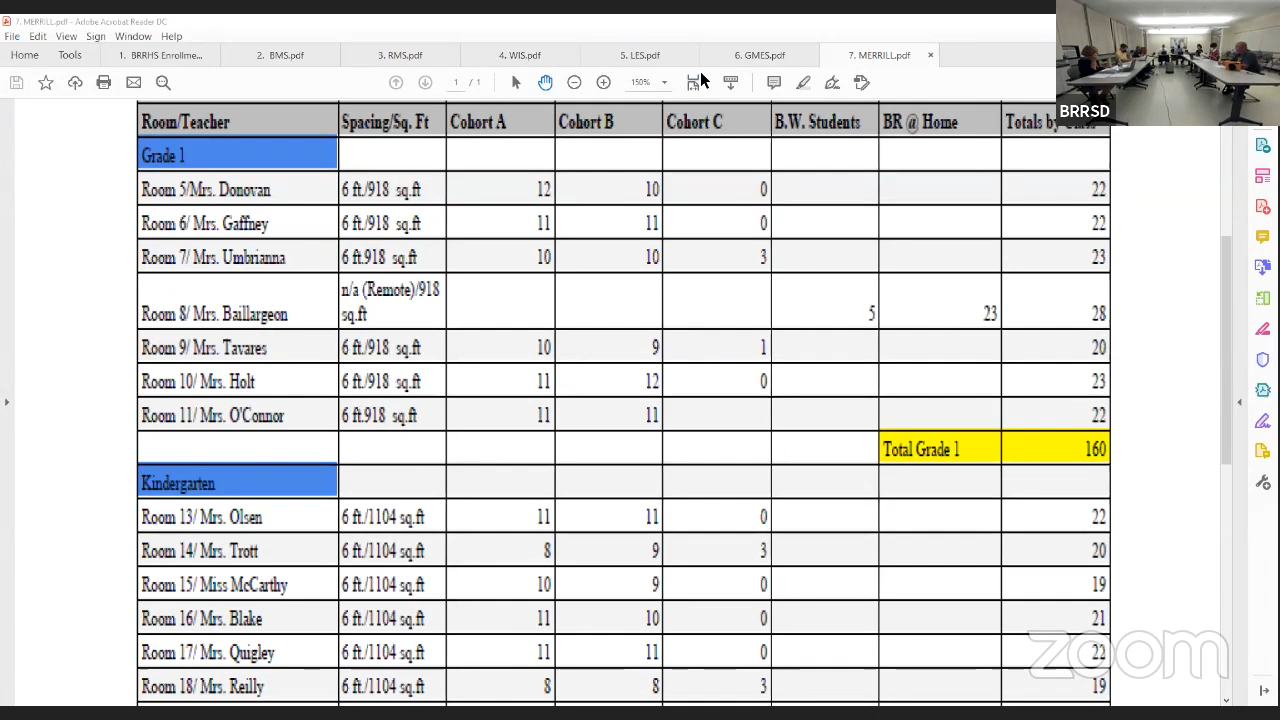 7. MERRILL.pdf - Adobe Acrobat Reader DC
File Edit View Sign Window Help
Home Tools 1. BRRHS Enrollme... 2. BMS.pdf 3. RMS.pdf 4. WIS.pdf 5. LES.pdf 6. GMES.pdf 7. MERRILL.pdf ×
1 / 1 150%
BRRSD
Room/Teacher Spacing/Sq. Ft Cohort A Cohort B Cohort C B.W. Students BR @ Home Totals by
Grade 1
Room 5/Mrs. Donovan 6 ft./918 sq.ft 12 10 0 22
Room 6/ Mrs. Gaffney 6 ft./918 sq.ft 11 11 0 22
Room 7/ Mrs. Umbrianna 6 ft.918 sq.ft 10 10 3 23
n/a (Remote)/918
Room 8/ Mrs. Baillargeon sq.ft 5 23 28
Room 9/ Mrs. Tavares 6 ft./918 sq.ft 10 9 1 20
Room 10/ Mrs. Holt 6 ft./918 sq.ft 11 12 0 23
Room 11/ Mrs. O'Connor 6 ft.918 sq.ft 11 11 22
Total Grade 1 160
Kindergarten
Room 13/ Mrs. Olsen 6 ft./1104 sq.ft 11 11 0 22
Room 14/ Mrs. Trott 6 ft./1104 sq.ft 8 9 3 20
Room 15/ Miss McCarthy 6 ft./1104 sq.ft 10 9 0 19
Room 16/ Mrs. Blake 6 ft./1104 sq.ft 11 10 0 21
Room 17/ Mrs. Quigley 6 ft./1104 sq.ft 11 11 0 22
Room 18/ Mrs. Reilly 6 ft./1104 sq.ft 8 8 3 19
zoom